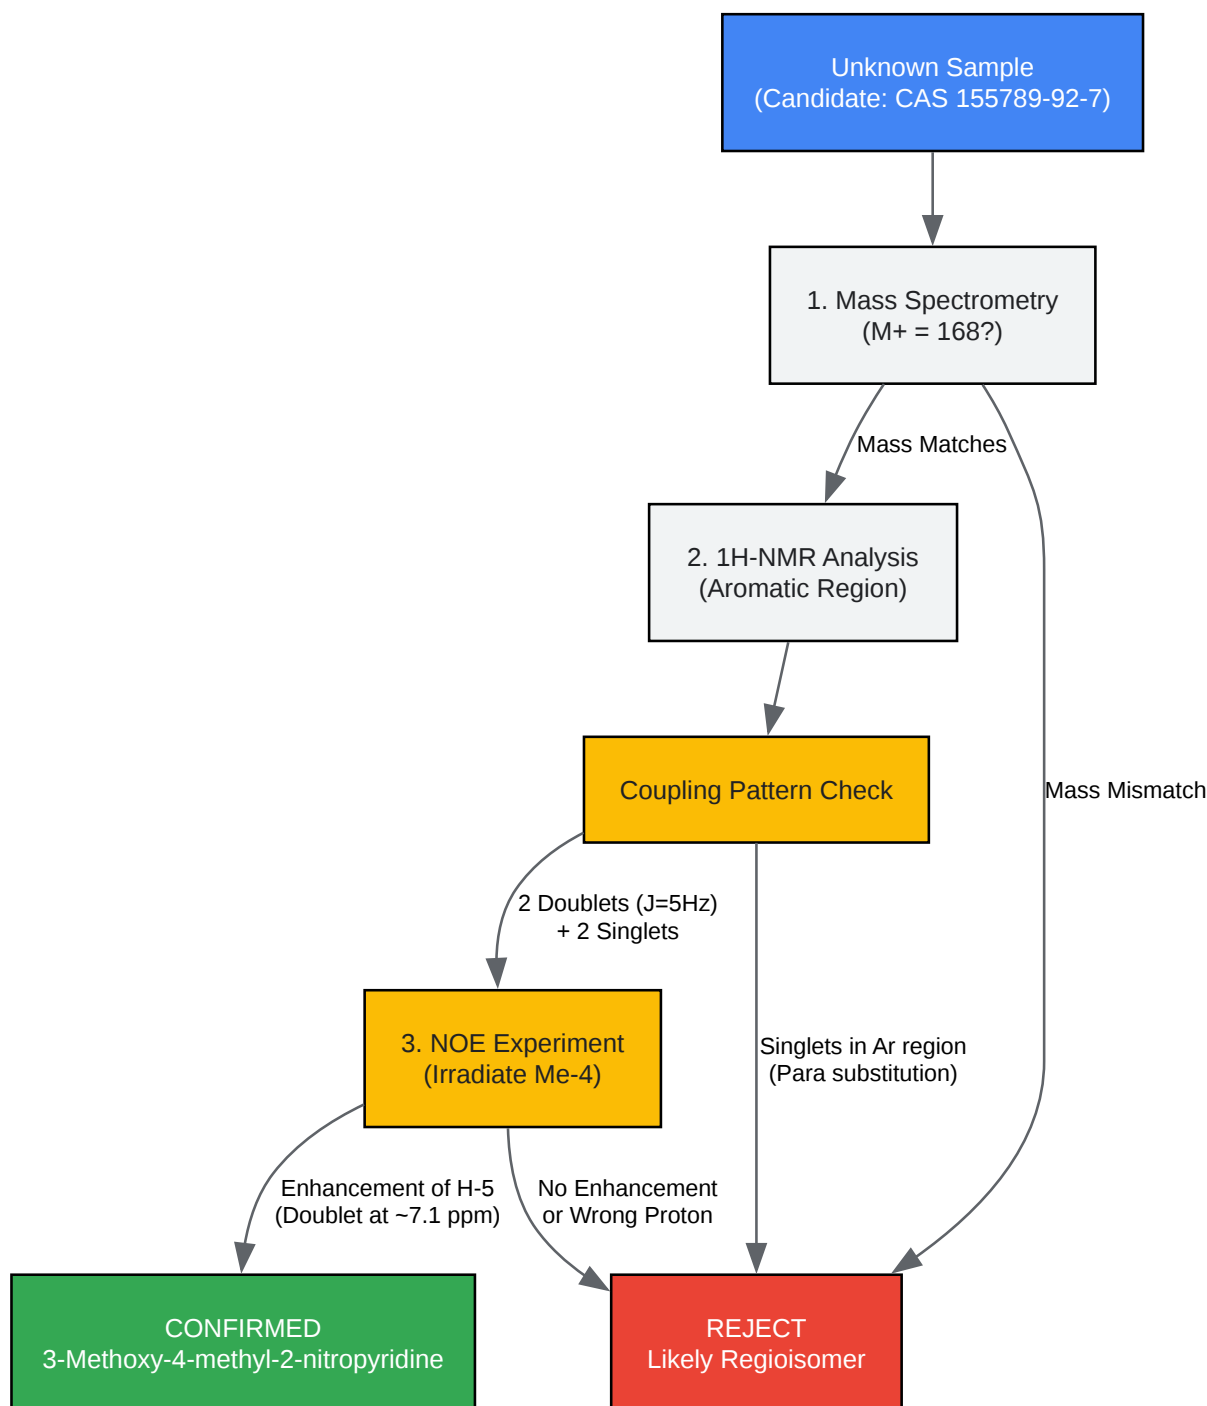 Unknown Sample
(Candidate: CAS 155789-92-7)
1. Mass Spectrometry
(M+ = 168?)
Mass Matches
2. 1H-NMR Analysis
(Aromatic Region)
Coupling Pattern Check
Mass Mismatch
2 Doublets (J=5Hz)
+ 2 Singlets
3. NOE Experiment
(Irradiate Me-4)
Singlets in Ar region
(Para substitution)
Enhancement of H-5
(Doublet at ~7.1 ppm)
No Enhancement
or Wrong Proton
CONFIRMED
3-Methoxy-4-methyl-2-nitropyridine
REJECT
Likely Regioisomer